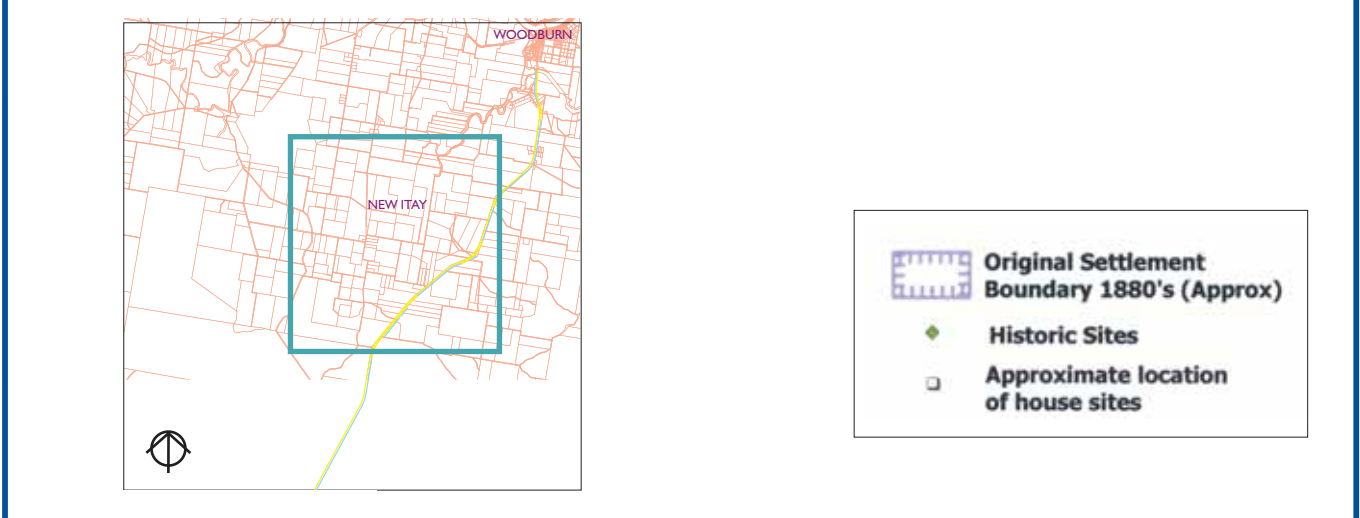 WOODBURN
NEW ITAY
Original Settlement
Boundary 1880's (Approx)
Historic Sites
Approximate location
of house sites